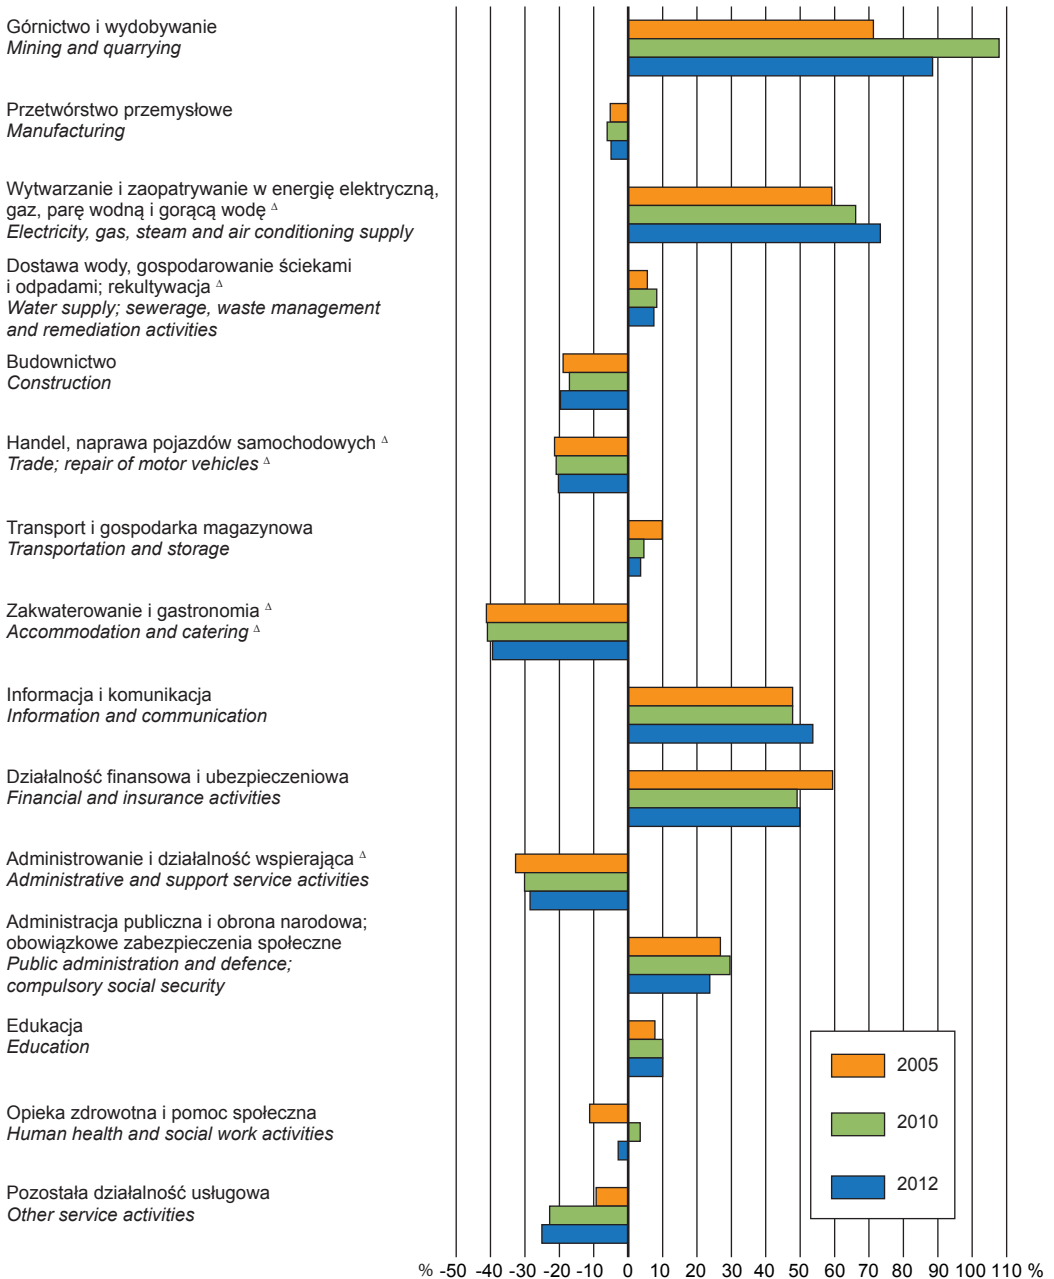 Górnictwo i wydobywanie
Mining and quarrying
Przetwórstwo przemysłowe
Manufacturing
Wytwarzanie i zaopatrywanie w energię elektryczną,
gaz, parę wodną i gorącą wodę Δ
Electricity, gas, steam and air conditioning supply
Dostawa wody, gospodarowanie ściekami
i odpadami; rekultywacja Δ
Water supply; sewerage, waste management
and remediation activities
Budownictwo
Construction
Handel, naprawa pojazdów samochodowych Δ
Trade; repair of motor vehicles Δ
Transport i gospodarka magazynowa
Transportation and storage
Zakwaterowanie i gastronomia Δ
Accommodation and catering Δ
Informacja i komunikacja
Information and communication
Działalność finansowa i ubezpieczeniowa
Financial and insurance activities
Administrowanie i działalność wspierająca Δ
Administrative and support service activities
Administracja publiczna i obrona narodowa;
obowiązkowe zabezpieczenia społeczne
Public administration and defence;
compulsory social security
Edukacja
Education
Opieka zdrowotna i pomoc społeczna
Human health and social work activities
Pozostała działalność usługowa
Other service activities
2005
2010
2012
% -50 -40 -30 -20 -10 0 10 20 30 40 50 60 70 80 90 100 110 %